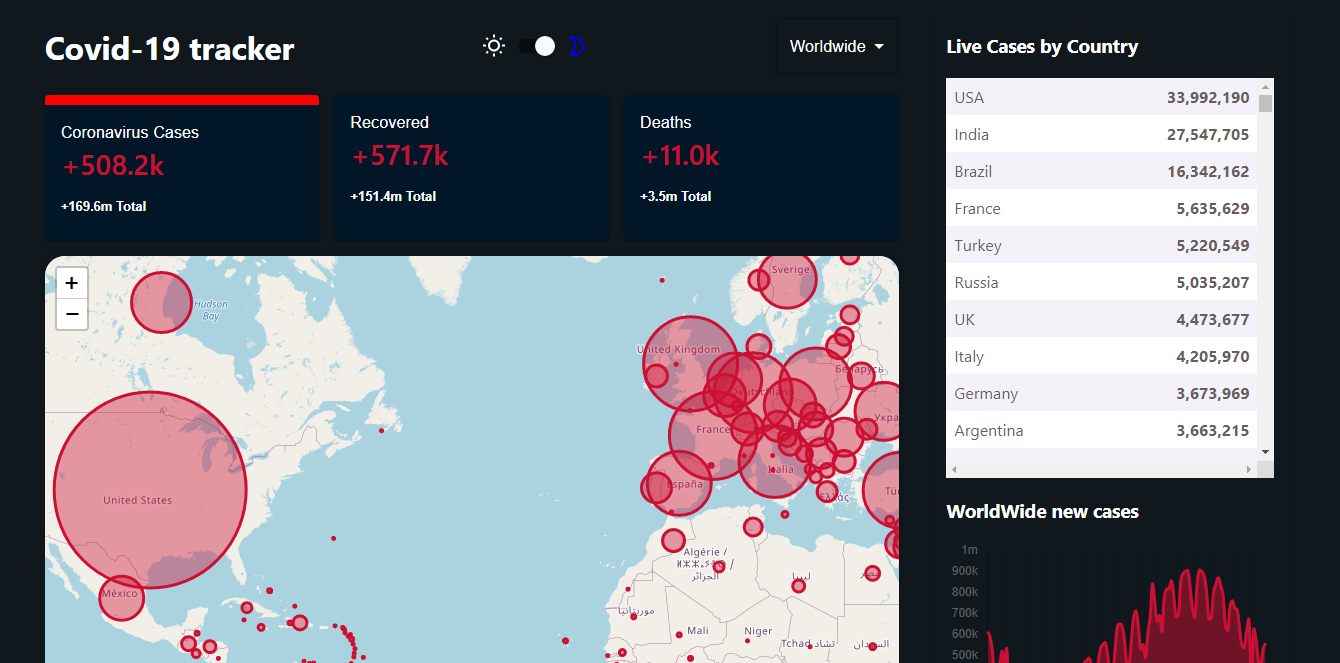 Covid-19 tracker
Worldwide
Coronavirus Cases
+508.2k
+169.6m Total
Recovered
+571.7k
+151.4m Total
Deaths
+11.0k
+3.5m Total
+
−
Hudson
Bay
United States
México
Sverige
United Kingdom
Беларусь
Deutschland
Укра
France
Italia
España
Ελλάς
Tür
Algérie /
الجزائر
ليبيا
موريتانيا
Mali
Niger
Tchad تشاد
السودان
Live Cases by Country
USA 33,992,190
India 27,547,705
Brazil 16,342,162
France 5,635,629
Turkey 5,220,549
Russia 5,035,207
UK 4,473,677
Italy 4,205,970
Germany 3,673,969
Argentina 3,663,215
WorldWide new cases
1m
900k
800k
700k
600k
500k